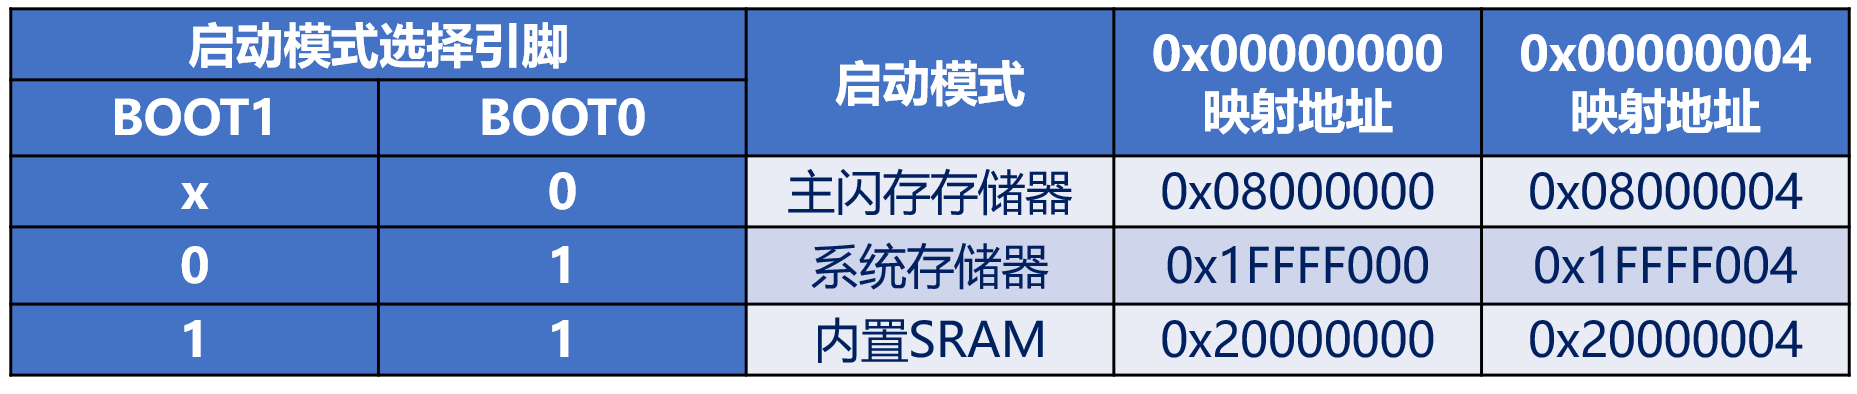 启动模式选择引脚
启动模式
0x00000000
映射地址
0x00000004
映射地址
BOOT1
BOOT0
x
0
主闪存存储器
0x08000000
0x08000004
0
1
系统存储器
0x1FFFF000
0x1FFFF004
1
1
内置SRAM
0x20000000
0x20000004